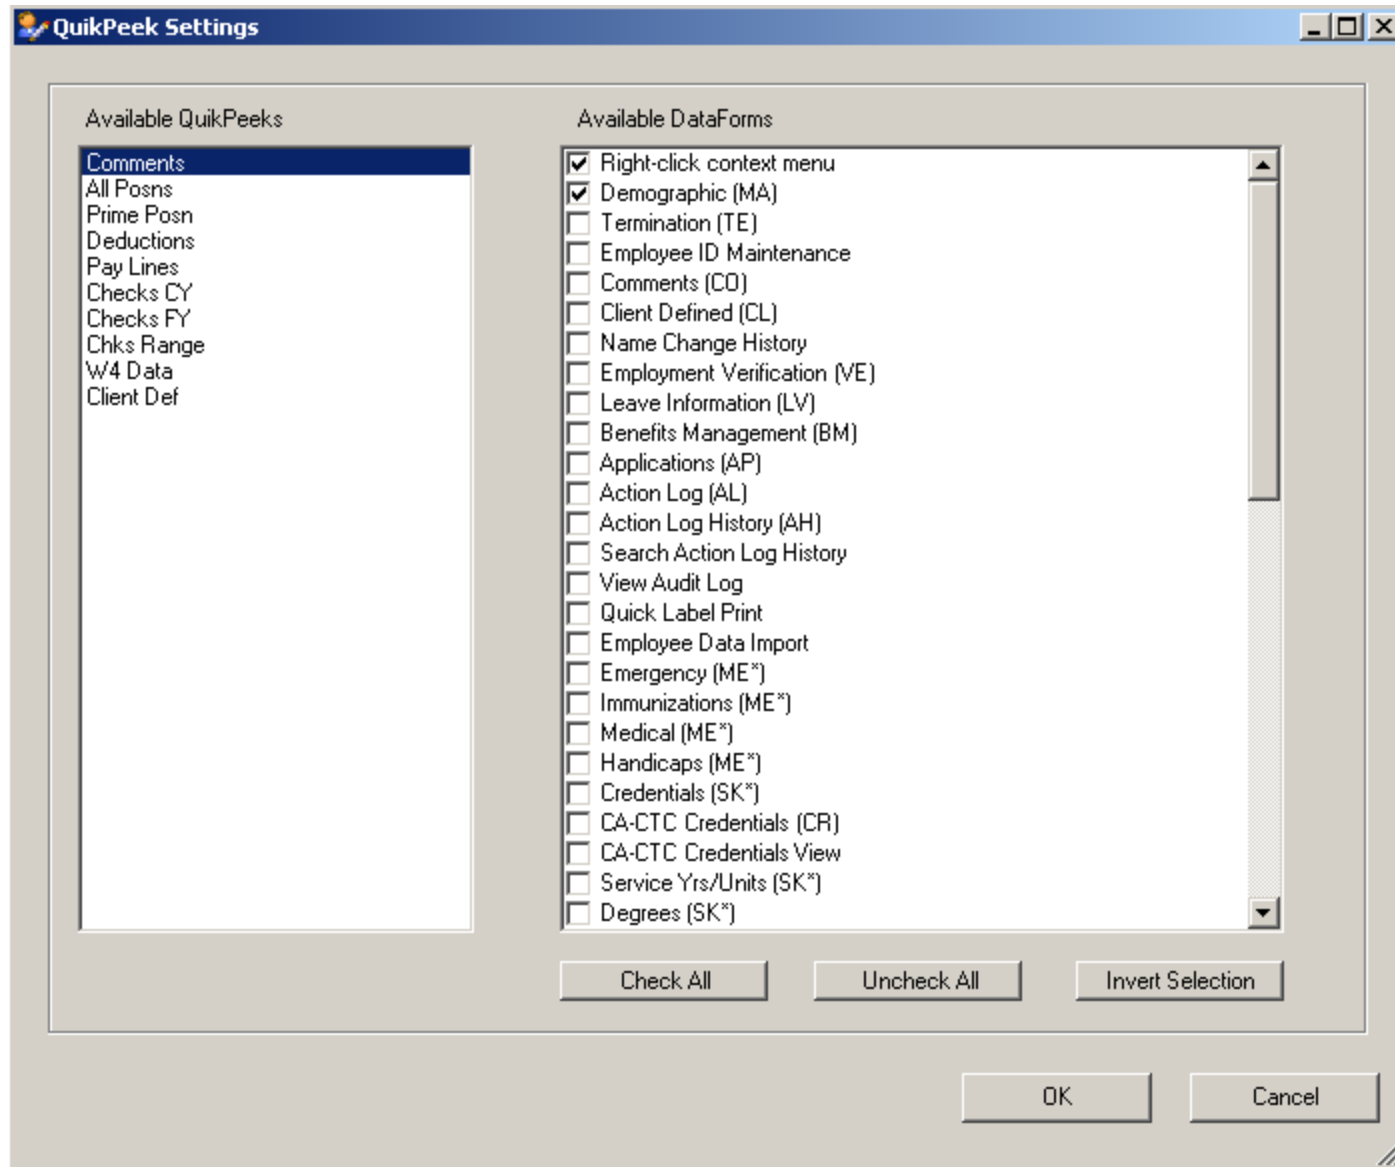 QuikPeek Settings
Available QuikPeeks
Comments
All Posns
Prime Posn
Deductions
Pay Lines
Checks CY
Checks FY
Chks Range
W4 Data
Client Def
Available DataForms
Right-click context menu
Demographic (MA)
Termination (TE)
Employee ID Maintenance
Comments (CO)
Client Defined (CL)
Name Change History
Employment Verification (VE)
Leave Information (LV)
Benefits Management (BM)
Applications (AP)
Action Log (AL)
Action Log History (AH)
Search Action Log History
View Audit Log
Quick Label Print
Employee Data Import
Emergency (ME*)
Immunizations (ME*)
Medical (ME*)
Handicaps (ME*)
Credentials (SK*)
CA-CTC Credentials (CR)
CA-CTC Credentials View
Service Yrs/Units (SK*)
Degrees (SK*)
Check All
Uncheck All
Invert Selection
OK
Cancel